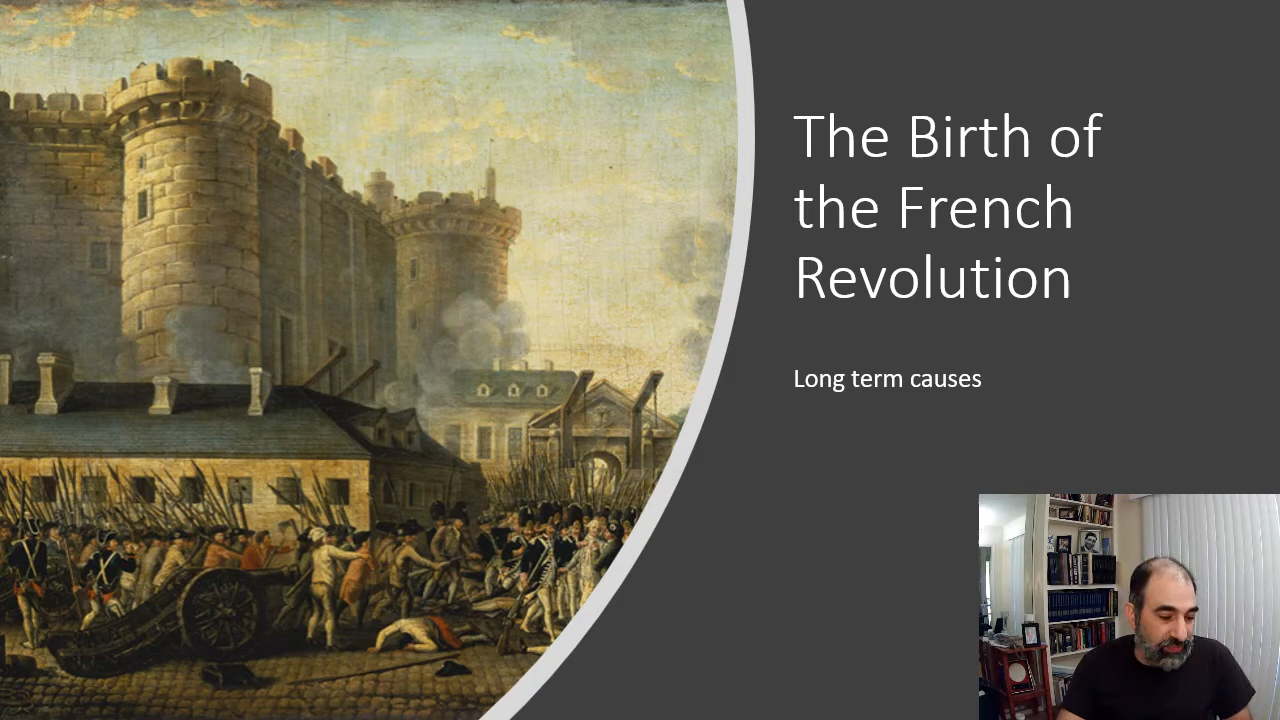 The Birth of
the French
Revolution
Long term causes